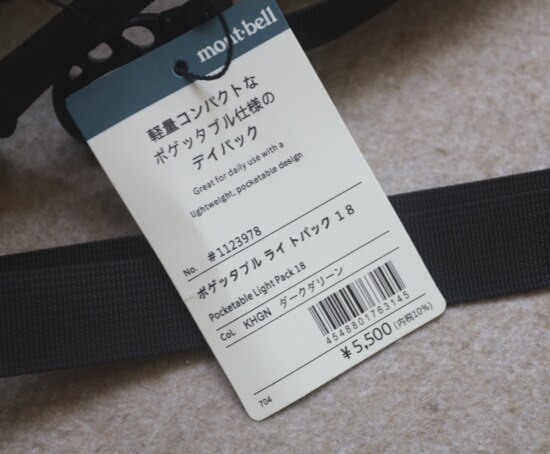 mont·bell
軽量コンパクトな
ポゲッタブル仕様の
デイパック
Great for daily use with a
lightweight, pocketable design
No. #1123978
ポゲッタブル ライトパック 18
Pocketable Light Pack 18
Col. KHGN ダークダリーン
4548801763145
¥5,500 (内税10%)
704